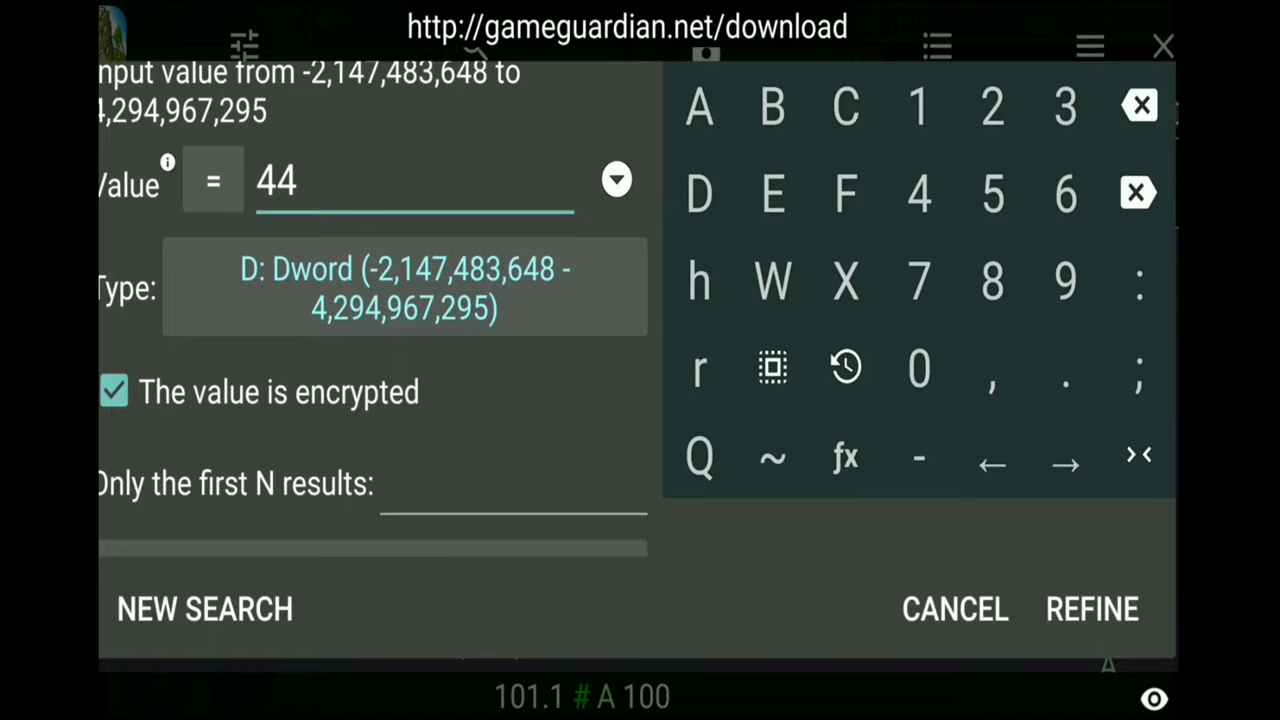 http://gameguardian.net/download
nput value from -2,147,483,648 to
4,294,967,295
Value = 44
Type: D: Dword (-2,147,483,648 -
4,294,967,295)
The value is encrypted
Only the first N results:
A B C 1 2 3
D E F 4 5 6
h W X 7 8 9 :
r 0 , . ;
Q ~ ƒx - ← → ><
NEW SEARCH CANCEL REFINE
101.1 # A 100